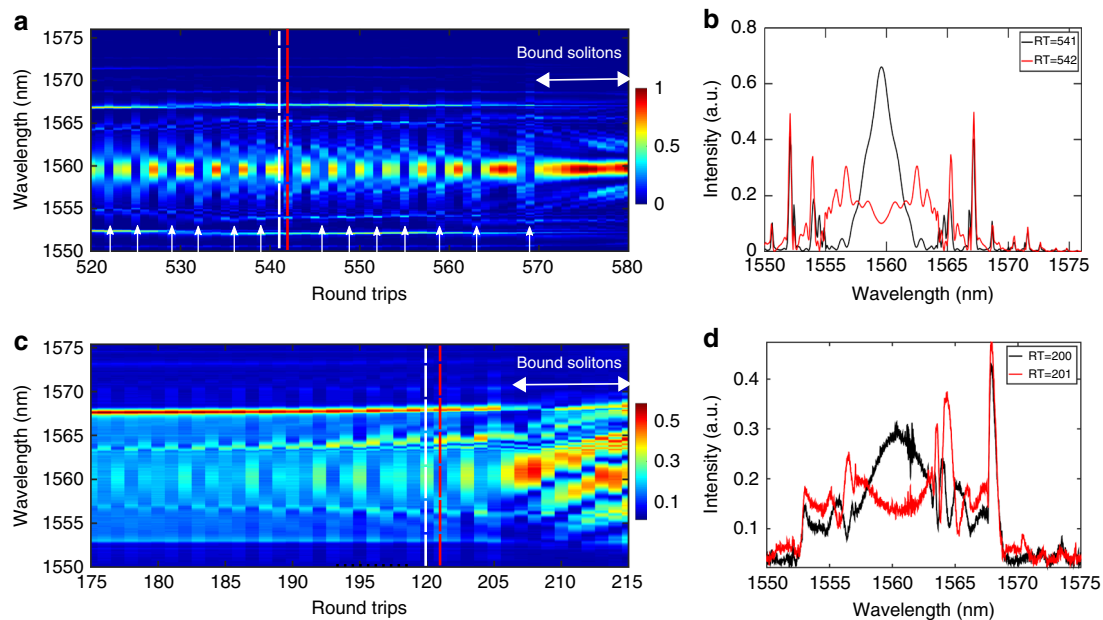 a
1575
1570
1565
1560
1555
1550
Wavelength (nm)
Bound solitons
520 530 540 550 560 570 580
Round trips
1
0.5
0
b
0.8
0.6
0.4
0.2
0
Intensity (a.u.)
RT=541
RT=542
1550 1555 1560 1565 1570 1575
Wavelength (nm)
c
1575
1570
1565
1560
1555
1550
Wavelength (nm)
Bound solitons
175 180 185 190 195 120 205 210 215
Round trips
0.5
0.3
0.1
d
0.4
0.3
0.2
0.1
Intensity (a.u.)
RT=200
RT=201
1550 1555 1560 1565 1570 1575
Wavelength (nm)